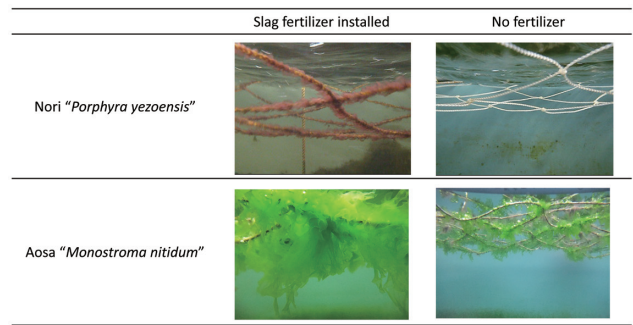 Slag fertilizer installed
No fertilizer
Nori “Porphyra yezoensis”
Aosa “Monostroma nitidum”